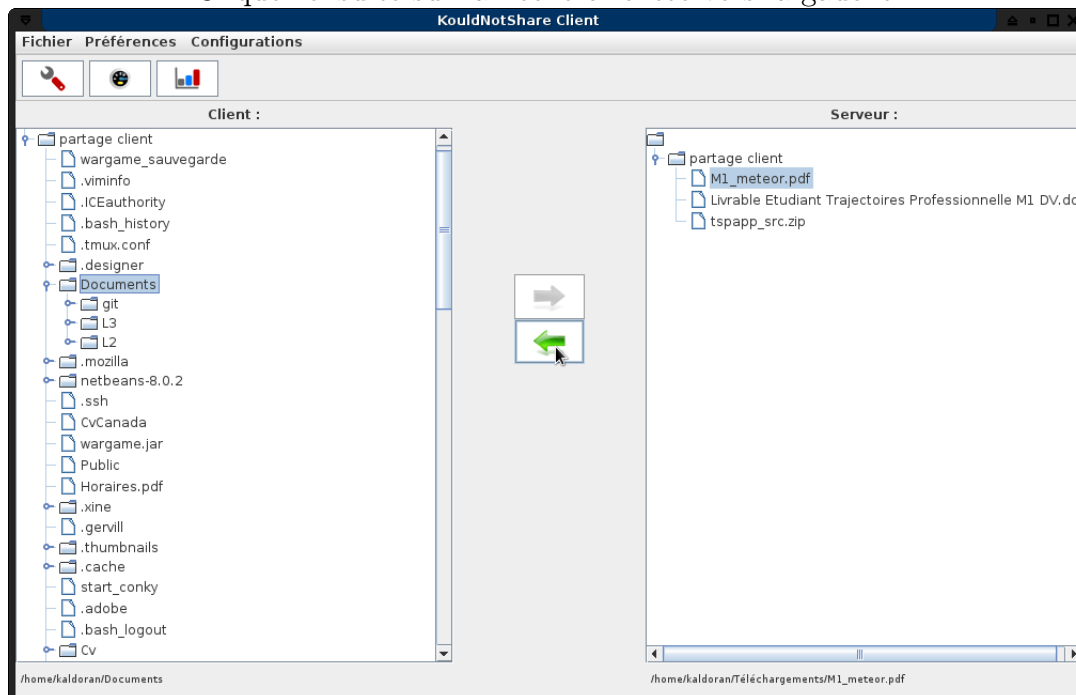 KouldNotShare Client
Fichier Préférences Configurations
Client :
partage client
wargame_sauvegarde
.viminfo
.ICEauthority
.bash_history
.tmux.conf
.designer
Documents
git
L3
L2
.mozilla
netbeans-8.0.2
.ssh
CvCanada
wargame.jar
Public
Horaires.pdf
.xine
.gervill
.thumbnails
.cache
start_conky
.adobe
.bash_logout
Cv
/home/kaldoran/Documents
Serveur :
partage client
M1_meteor.pdf
Livrable Etudiant Trajectoires Professionnelle M1 DV.do
tspapp_src.zip
/home/kaldoran/Téléchargements/M1_meteor.pdf